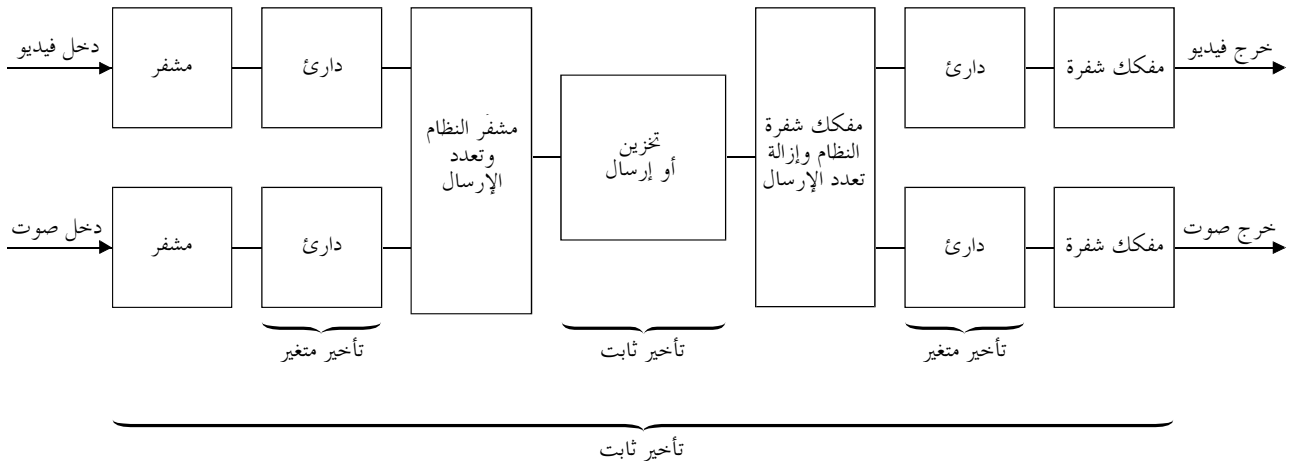 دخل فيديو
مشفر
دارئ
مشفّر النظام
وتعدد
الإرسال
تخزين
أو إرسال
مفكك شفرة
النظام وإزالة
تعدد الإرسال
دارئ
مفكك شفرة
خرج فيديو
دخل صوت
مشفر
دارئ
دارئ
مفكك شفرة
خرج صوت
تأخير متغير
تأخير ثابت
تأخير متغير
تأخير ثابت